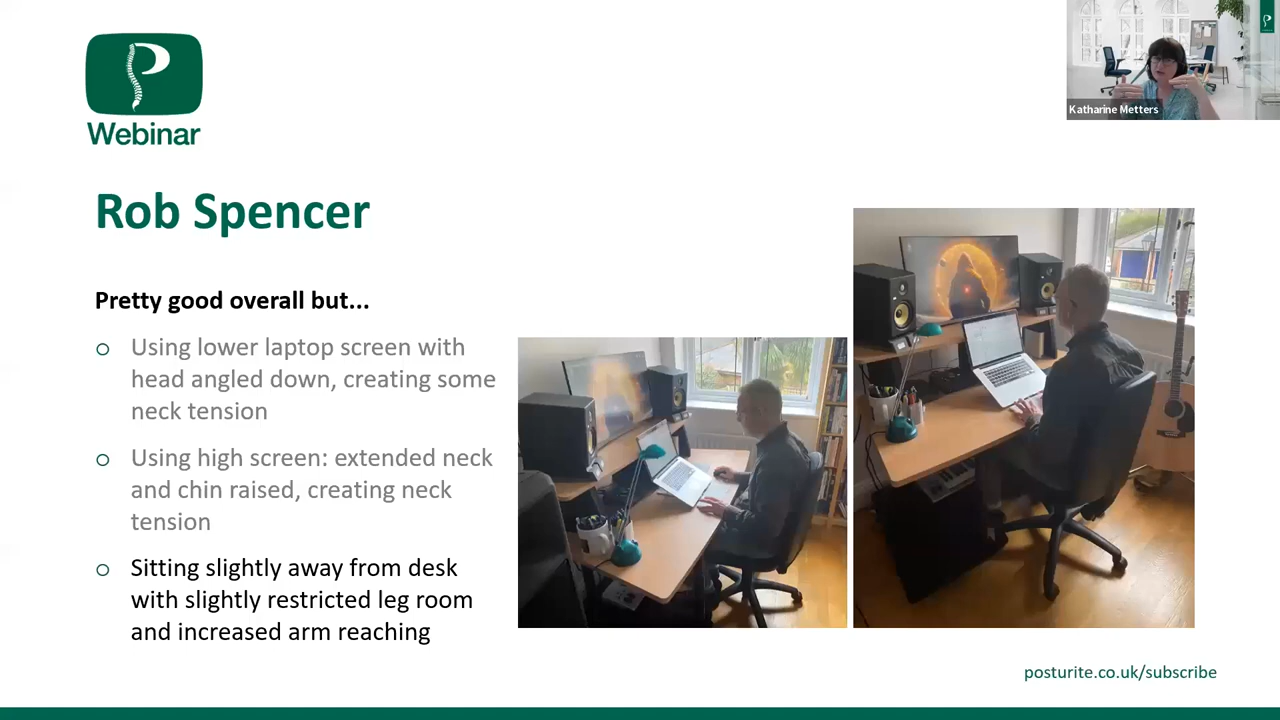 Webinar
Katharine Metters
Rob Spencer
Pretty good overall but...
Using lower laptop screen with
head angled down, creating some
neck tension
Using high screen: extended neck
and chin raised, creating neck
tension
Sitting slightly away from desk
with slightly restricted leg room
and increased arm reaching
posturite.co.uk/subscribe